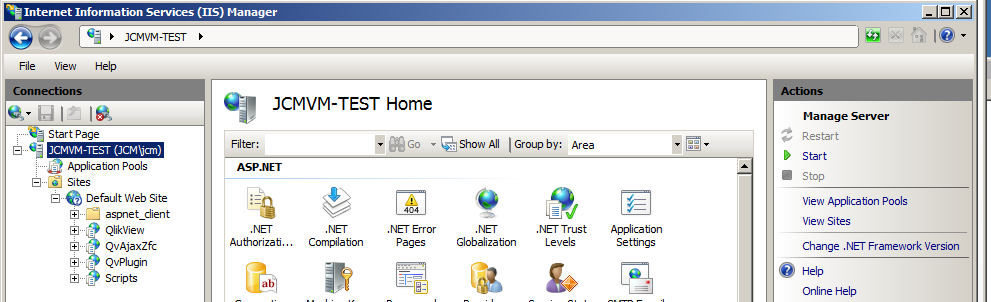 Internet Information Services (IIS) Manager
JCMVM-TEST
File View Help
Connections
Start Page
JCMVM-TEST (JCM\jcm)
Application Pools
Sites
Default Web Site
aspnet_client
QlikView
QvAjaxZfc
QvPlugin
Scripts
JCMVM-TEST Home
Filter: Go Show All Group by: Area
ASP.NET
.NET Authorizati...
.NET Compilation
404
.NET Error Pages
.NET Globalization
.NET Trust Levels
Application Settings
ab
Actions
Manage Server
Restart
Start
Stop
View Application Pools
View Sites
Change .NET Framework Version
Help
Online Help